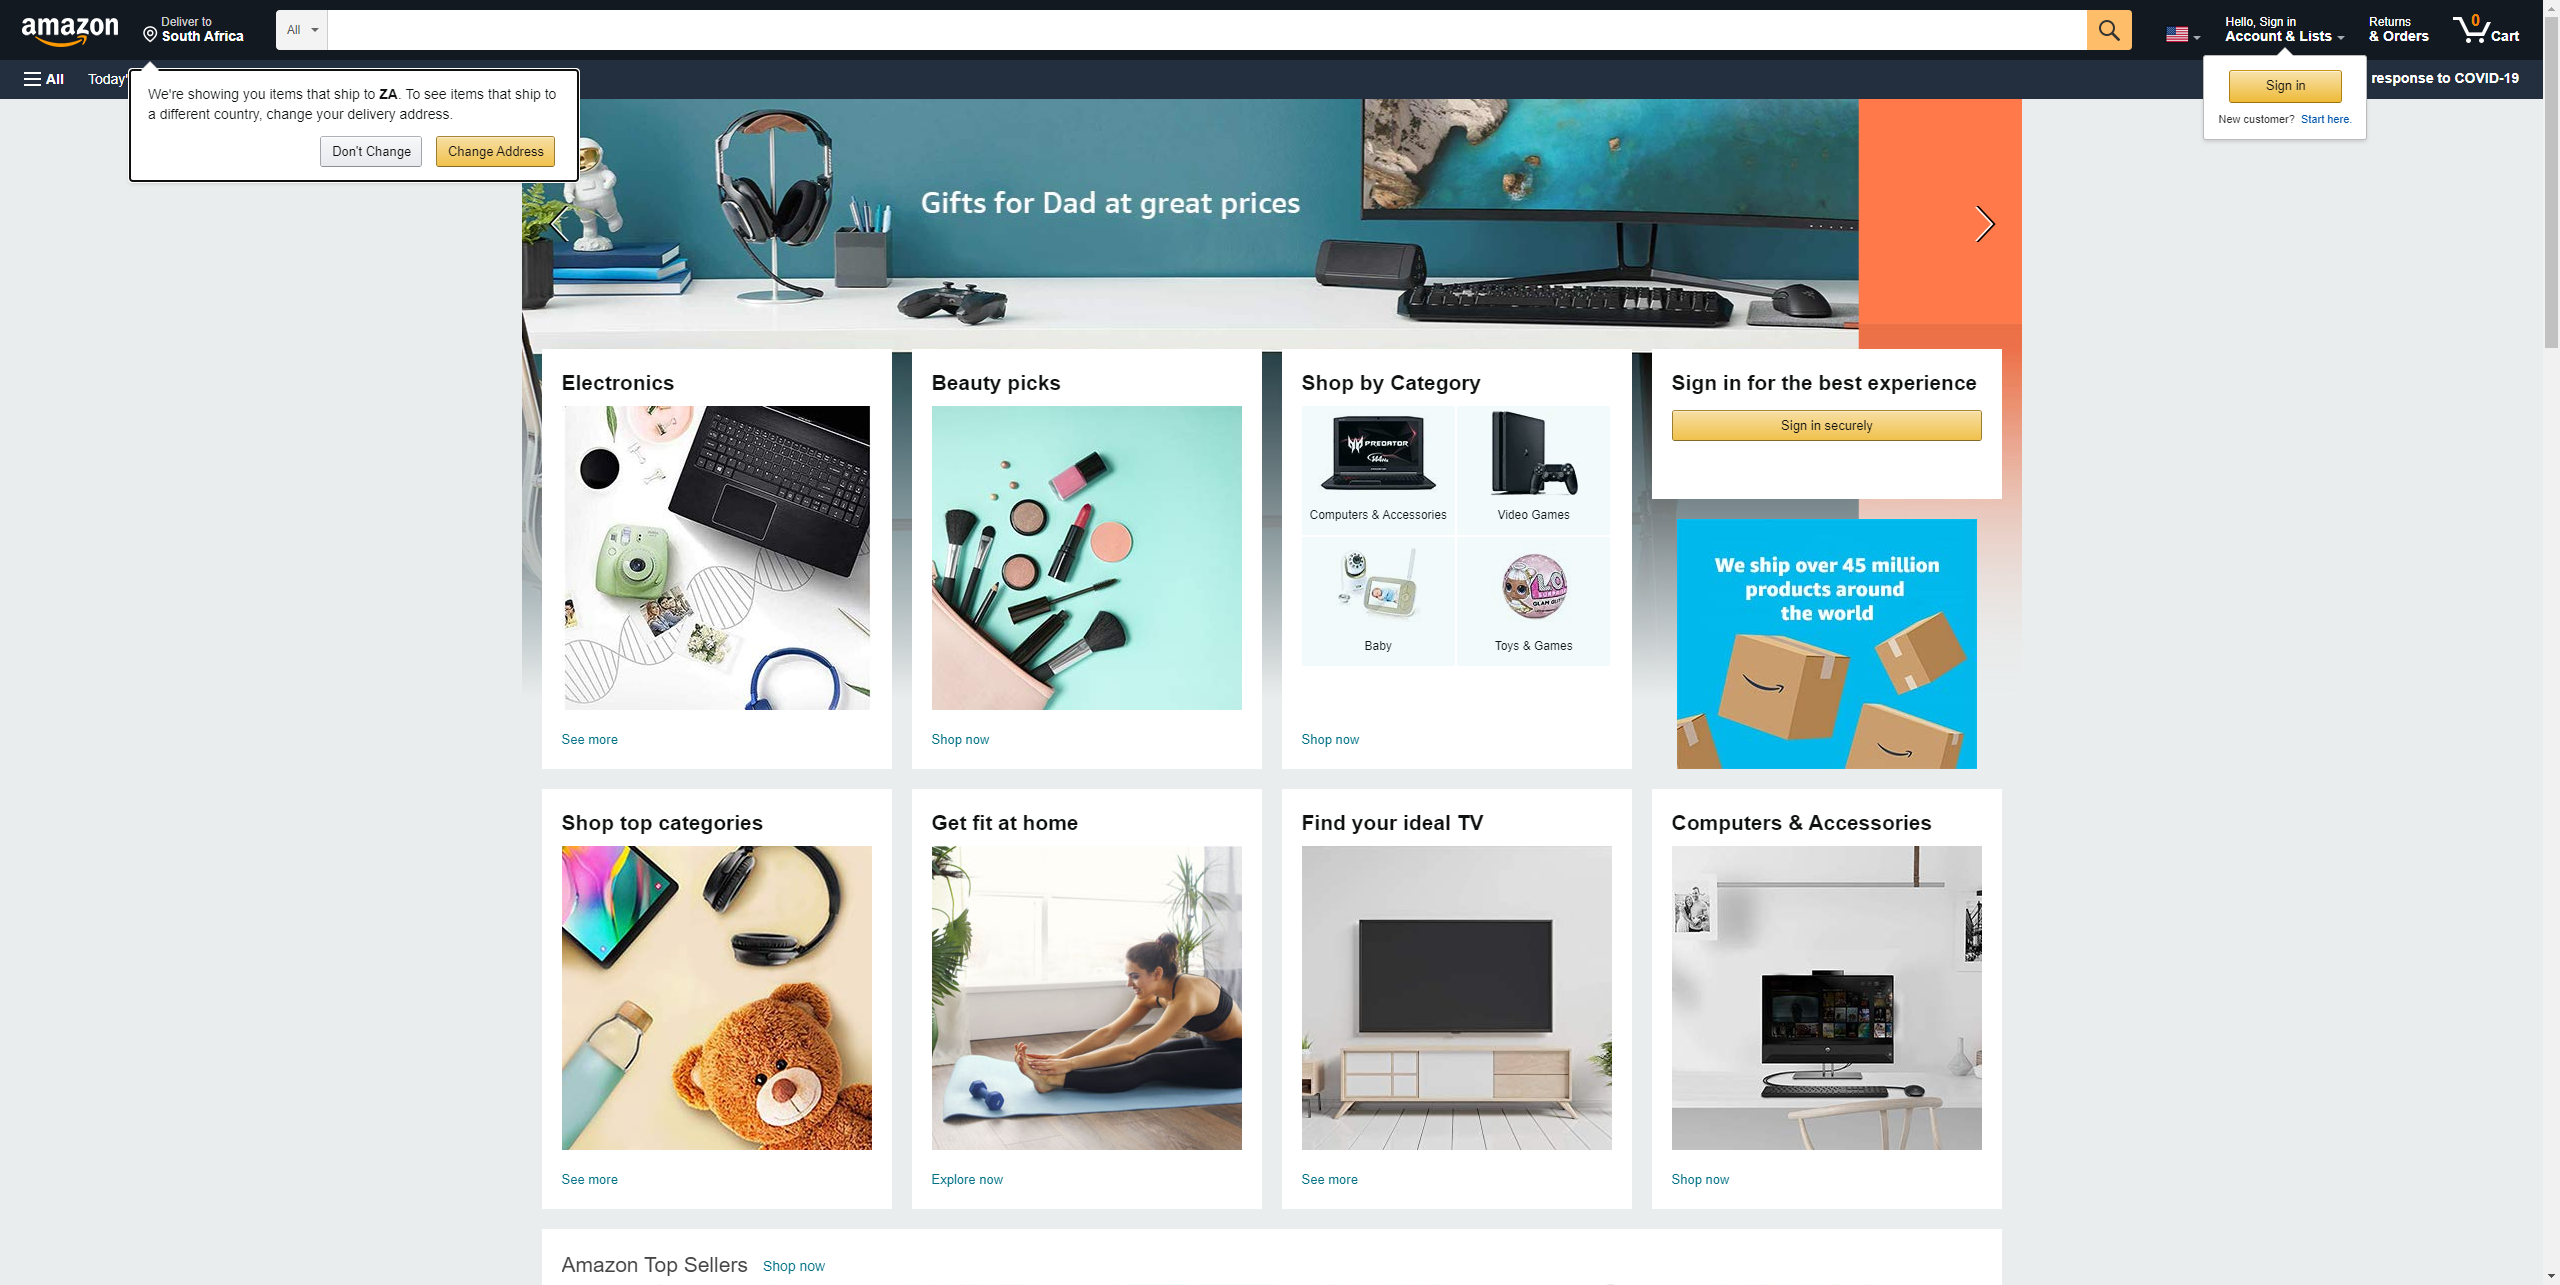 amazon
Deliver to
South Africa
All
Hello, Sign in
Account & Lists
Returns
& Orders
0
Cart
All
Today'
response to COVID-19
We're showing you items that ship to ZA. To see items that ship to
a different country, change your delivery address.
Don't Change
Change Address
Sign in
New customer? Start here.
Gifts for Dad at great prices
Electronics
See more
Beauty picks
Shop now
Shop by Category
PREDATOR
144Hz
Computers & Accessories
Video Games
Baby
L.O.L.
SURPRISE
Toys & Games
Shop now
Sign in for the best experience
Sign in securely
We ship over 45 million
products around
the world
Shop top categories
See more
Get fit at home
Explore now
Find your ideal TV
See more
Computers & Accessories
Shop now
Amazon Top Sellers
Shop now